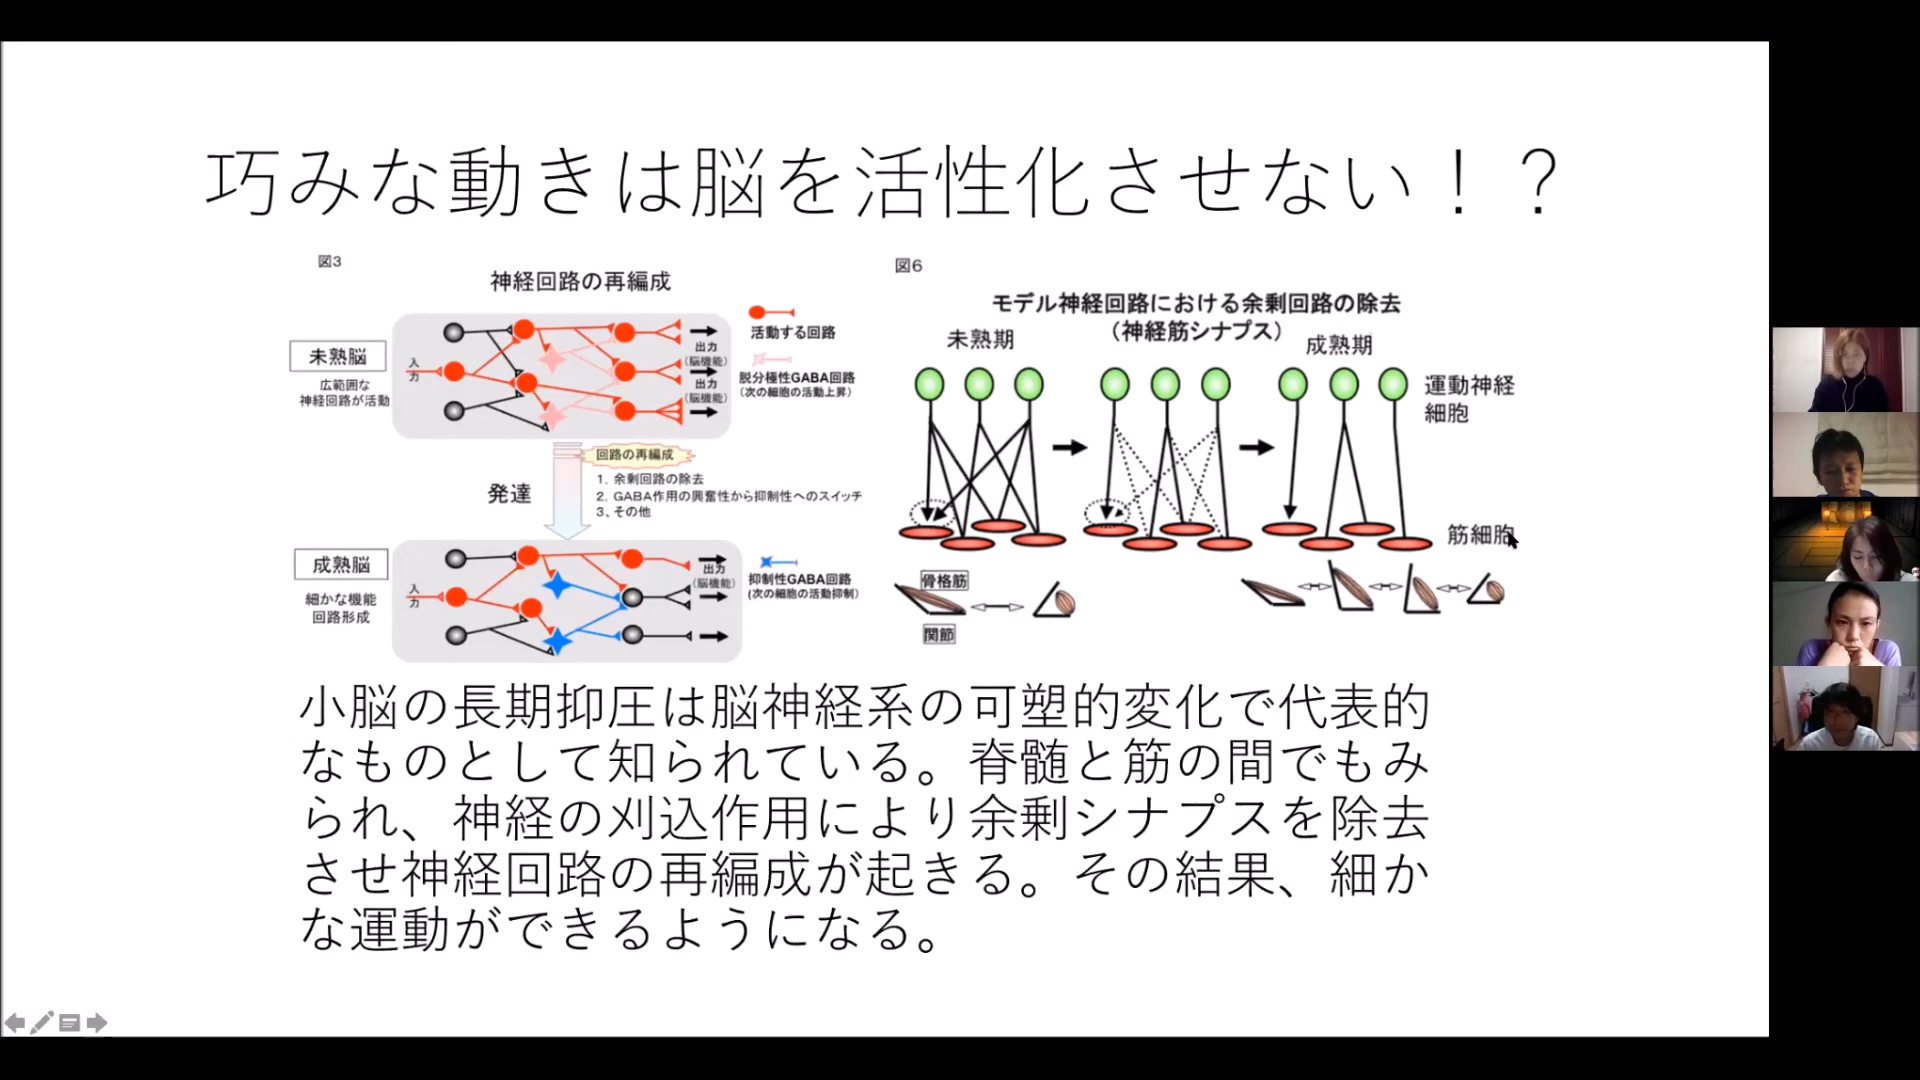 巧みな動きは脳を活性化させない！？
図3
神経回路の再編成
未熟脳
広範囲な
神経回路が活動
入力
出力
（脳機能）
出力
（脳機能）
活動する回路
脱分極性GABA回路
（次の細胞の活動上昇）
発達
回路の再編成
1．余剰回路の除去
2．GABA作用の興奮性から抑制性へのスイッチ
3、その他
成熟脳
細かな機能
回路形成
入力
出力
（脳機能）
抑制性GABA回路
（次の細胞の活動抑制）
図6
モデル神経回路における余剰回路の除去
（神経筋シナプス）
未熟期
成熟期
運動神経
細胞
筋細胞
骨格筋
関節
小脳の長期抑圧は脳神経系の可塑的変化で代表的
なものとして知られている。脊髄と筋の間でもみ
られ、神経の刈込作用により余剰シナプスを除去
させ神経回路の再編成が起きる。その結果、細か
な運動ができるようになる。